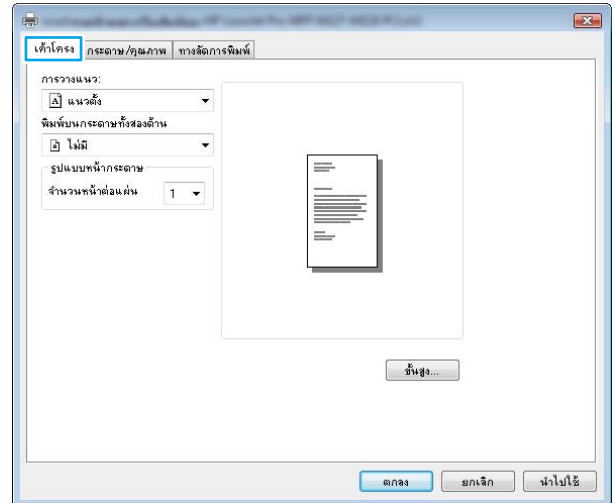 เค้าโครง กระดาษ/คุณภาพ ทางลัดการพิมพ์
การวางแนว:
A แนวตั้ง
พิมพ์บนกระดาษทั้งสองด้าน
ไม่มี
รูปแบบหน้ากระดาษ
จำนวนหน้าต่อแผ่น 1
ขั้นสูง...
ตกลง ยกเลิก นำไปใช้